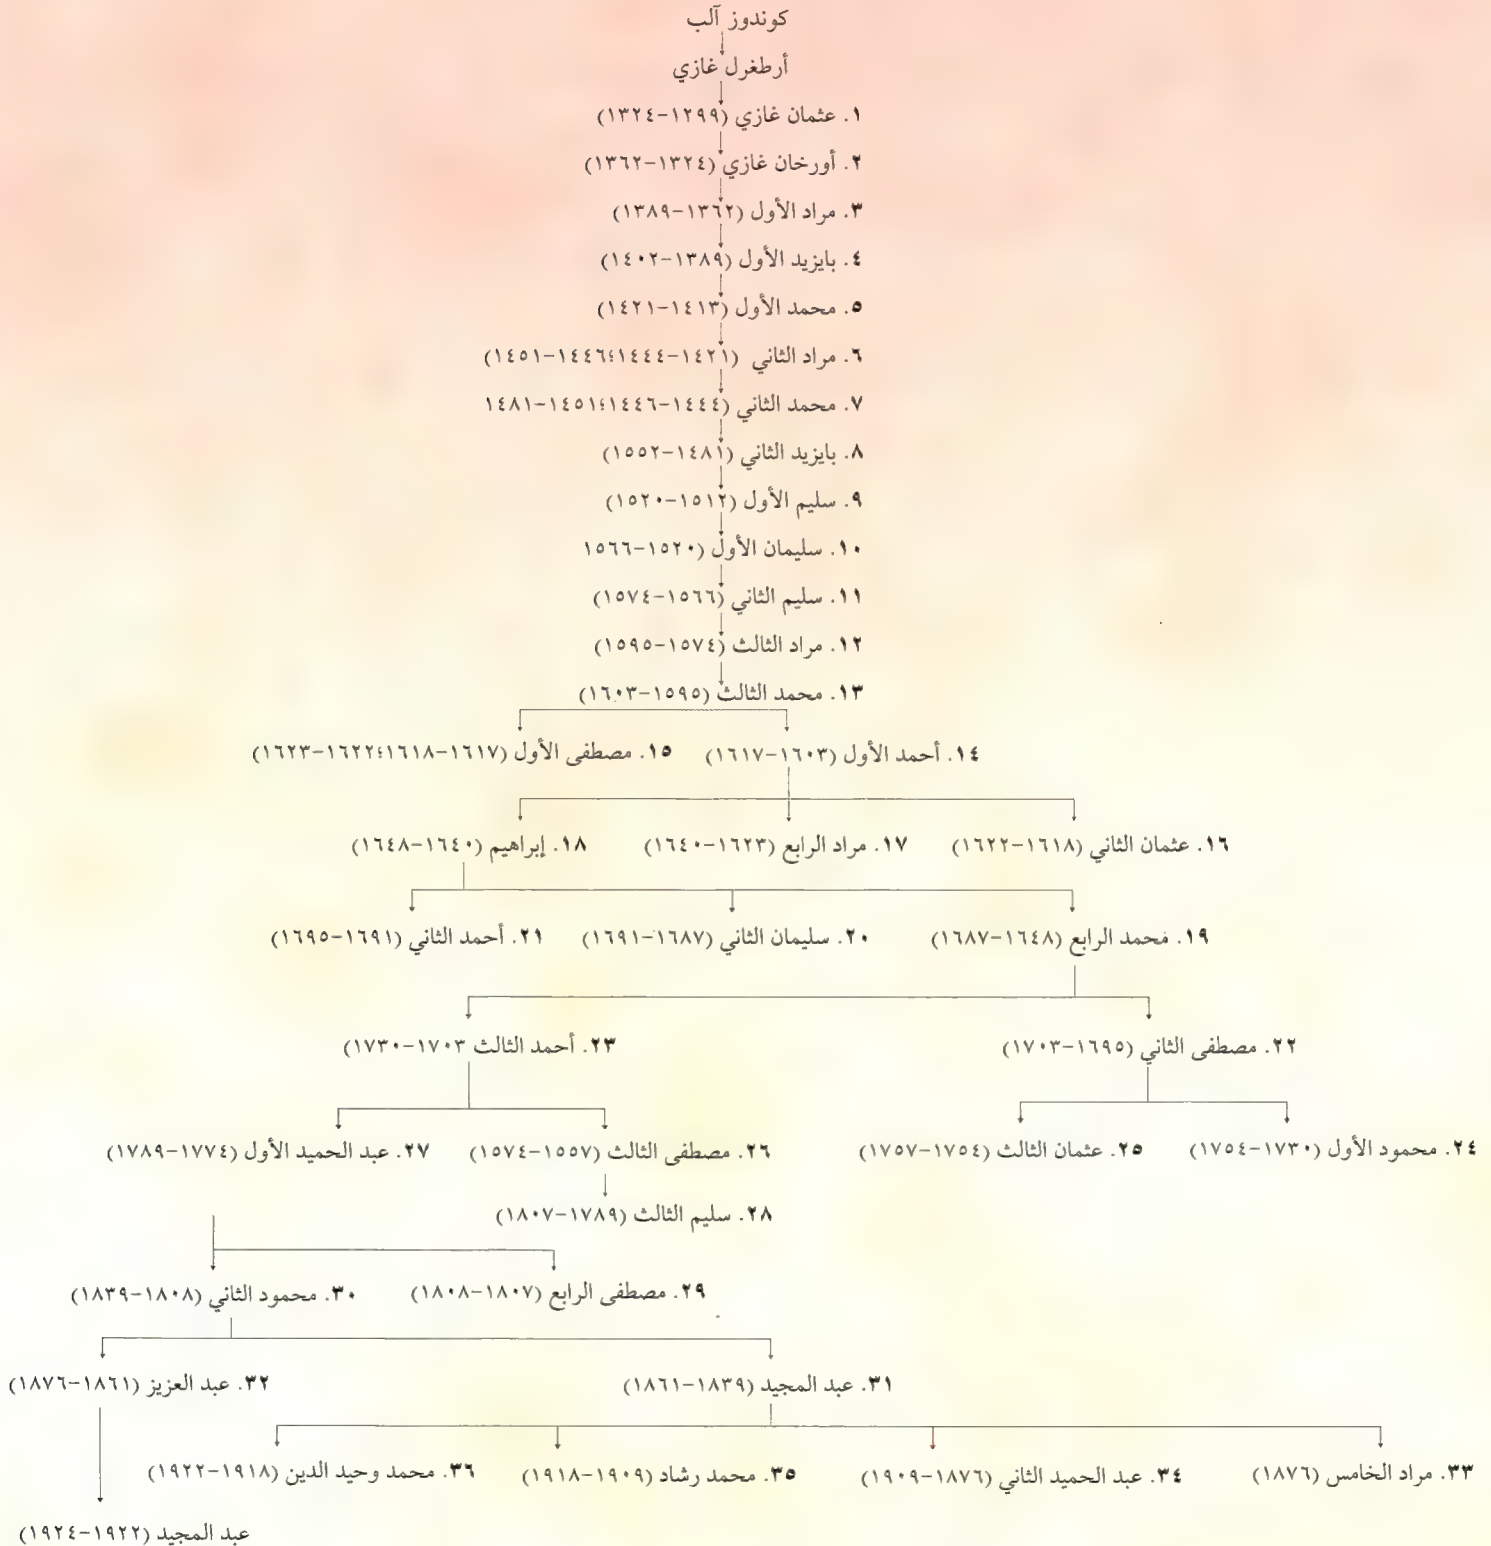 كوندوز آلب
أرطغرل غازي
١. عثمان غازي (١٢٩٩-١٣٢٤)
٢. أورخان غازي (١٣٢٤-١٣٦٢)
٣. مراد الأول (١٣٦٢-١٣٨٩)
٤. بايزيد الأول (١٣٨٩-١٤٠٢)
٥. محمد الأول (١٤١٣-١٤٢١)
٦. مراد الثاني (١٤٢١-١٤٤٤؛١٤٤٦-١٤٥١)
٧. محمد الثاني (١٤٤٤-١٤٤٦؛١٤٥١-١٤٨١
٨. بايزيد الثاني (١٤٨١-١٥٥٢)
٩. سليم الأول (١٥١٢-١٥٢٠)
١٠. سليمان الأول (١٥٢٠-١٥٦٦
١١. سليم الثاني (١٥٦٦-١٥٧٤)
١٢. مراد الثالث (١٥٧٤-١٥٩٥)
١٣. محمد الثالث (١٥٩٥-١٦٠٣)
١٤. أحمد الأول (١٦٠٣-١٦١٧) ١٥. مصطفى الأول (١٦١٧-١٦١٨؛١٦٢٢-١٦٢٣)
١٦. عثمان الثاني (١٦١٨-١٦٢٢) ١٧. مراد الرابع (١٦٢٣-١٦٤٠) ١٨. إبراهيم (١٦٤٠-١٦٤٨)
١٩. محمد الرابع (١٦٤٨-١٦٨٧) ٢٠. سليمان الثاني (١٦٨٧-١٦٩١) ٢١. أحمد الثاني (١٦٩١-١٦٩٥)
٢٢. مصطفى الثاني (١٦٩٥-١٧٠٣) ٢٣. أحمد الثالث ١٧٠٣-١٧٣٠)
٢٤. محمود الأول (١٧٣٠-١٧٥٤) ٢٥. عثمان الثالث (١٧٥٤-١٧٥٧) ٢٦. مصطفى الثالث (١٥٥٧-١٥٧٤) ٢٧. عبد الحميد الأول (١٧٧٤-١٧٨٩)
٢٨. سليم الثالث (١٧٨٩-١٨٠٧)
٢٩. مصطفى الرابع (١٨٠٧-١٨٠٨) ٣٠. محمود الثاني (١٨٠٨-١٨٣٩)
٣١. عبد المجيد (١٨٣٩-١٨٦١) ٣٢. عبد العزيز (١٨٦١-١٨٧٦)
٣٣. مراد الخامس (١٨٧٦) ٣٤. عبد الحميد الثاني (١٨٧٦-١٩٠٩) ٣٥. محمد رشاد (١٩٠٩-١٩١٨) ٣٦. محمد وحيد الدين (١٩١٨-١٩٢٢)
عبد المجيد (١٩٢٢-١٩٢٤)